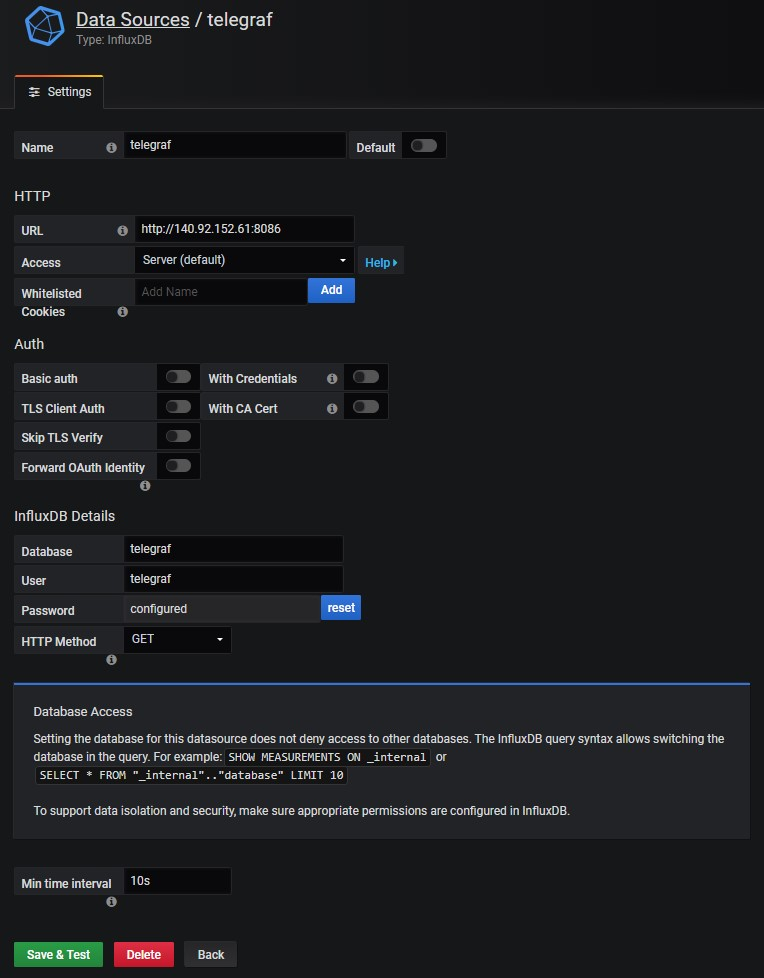 Data Sources / telegraf
Type: InfluxDB
Settings
Name telegraf Default
HTTP
URL http://140.92.152.61:8086
Access Server (default) Help
Whitelisted Add Name Add
Cookies
Auth
Basic auth With Credentials
TLS Client Auth With CA Cert
Skip TLS Verify
Forward OAuth Identity
InfluxDB Details
Database telegraf
User telegraf
Password configured reset
HTTP Method GET
Database Access
Setting the database for this datasource does not deny access to other databases. The InfluxDB query syntax allows switching the
database in the query. For example: SHOW MEASUREMENTS ON _internal or
SELECT * FROM "_internal".."database" LIMIT 10
To support data isolation and security, make sure appropriate permissions are configured in InfluxDB.
Min time interval 10s
Save & Test Delete Back